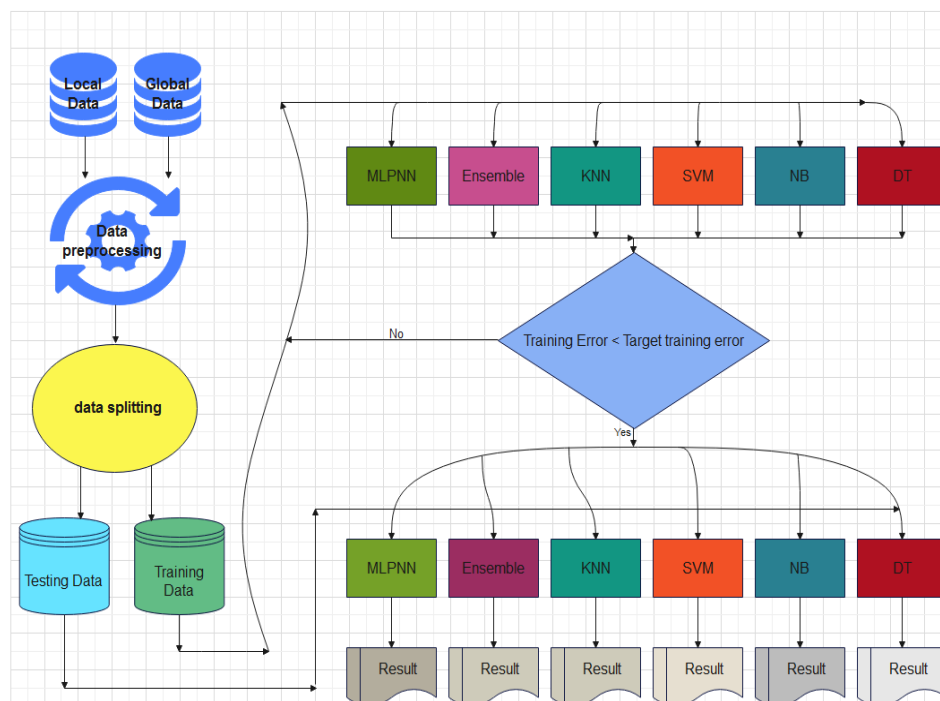 Local
Data
Global
Data
Data
preprocessing
data splitting
Testing Data
Training
Data
MLPNN
Ensemble
KNN
SVM
NB
DT
No
Training Error < Target training error
Yes
MLPNN
Ensemble
KNN
SVM
NB
DT
Result
Result
Result
Result
Result
Result